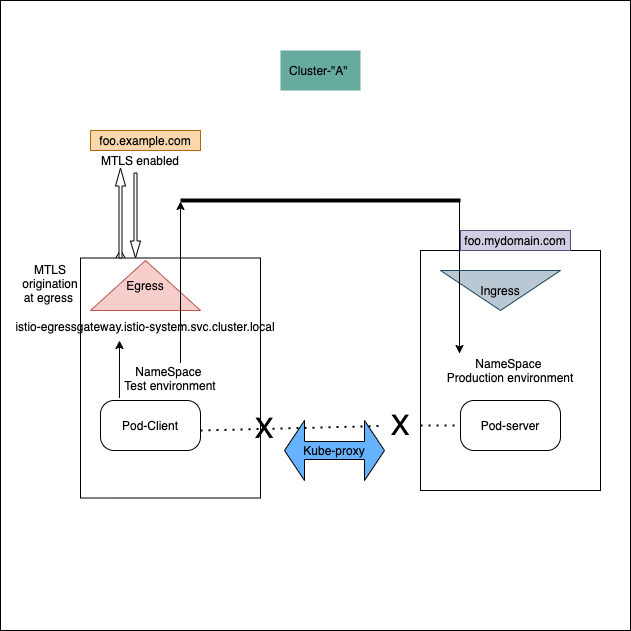 Cluster-"A"
foo.example.com
MTLS enabled
foo.mydomain.com
MTLS
origination
at egress
Egress
Ingress
istio-egressgateway.istio-system.svc.cluster.local
NameSpace
Test environment
NameSpace
Production environment
Pod-Client
X
X
Pod-server
Kube-proxy